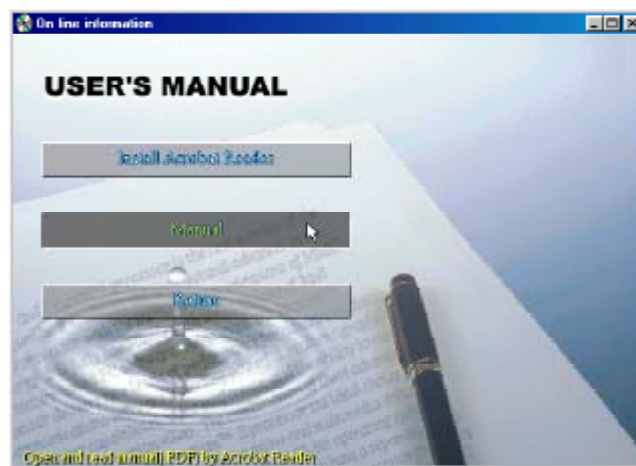 On line information
USER'S MANUAL
Install Acrobat Reader
Manual
Return
Open and read manual( PDF) by Acrobat Reader